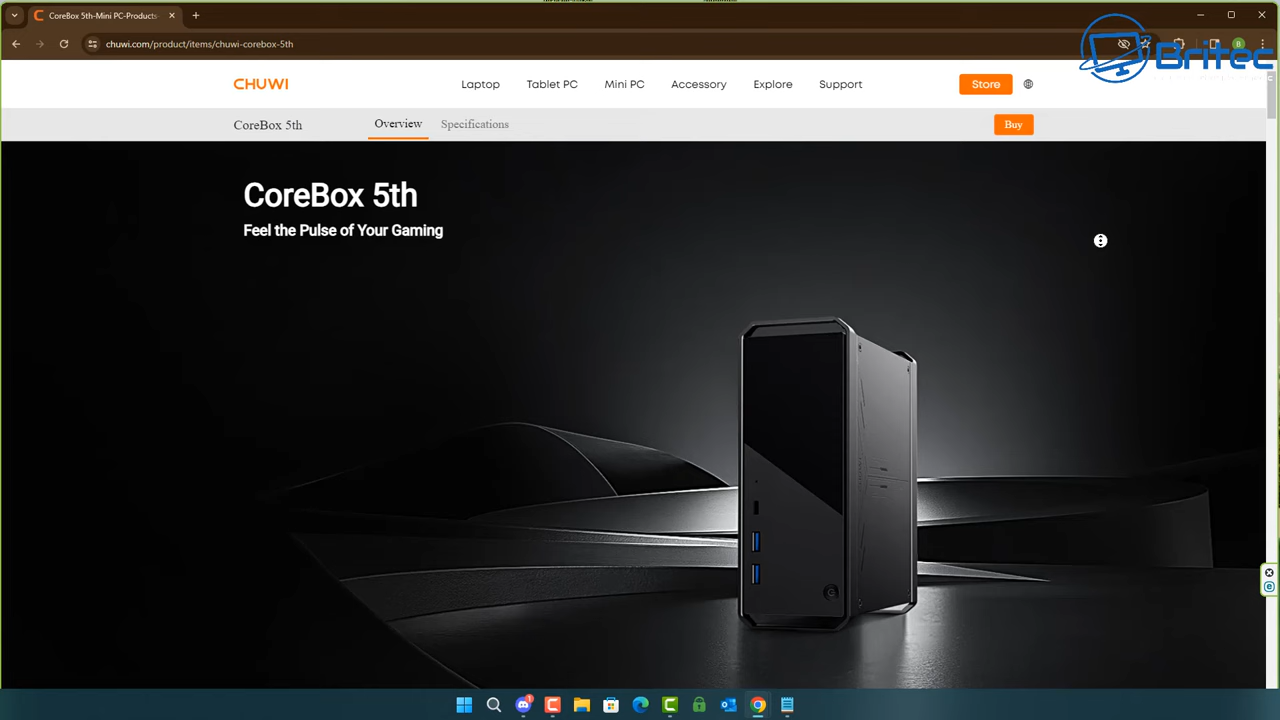 CoreBox 5th-Mini PC-Products-
chuwi.com/product/items/chuwi-corebox-5th
Britec
CHUWI
Laptop
Tablet PC
Mini PC
Accessory
Explore
Support
Store
CoreBox 5th
Overview
Specifications
Buy
CoreBox 5th
Feel the Pulse of Your Gaming